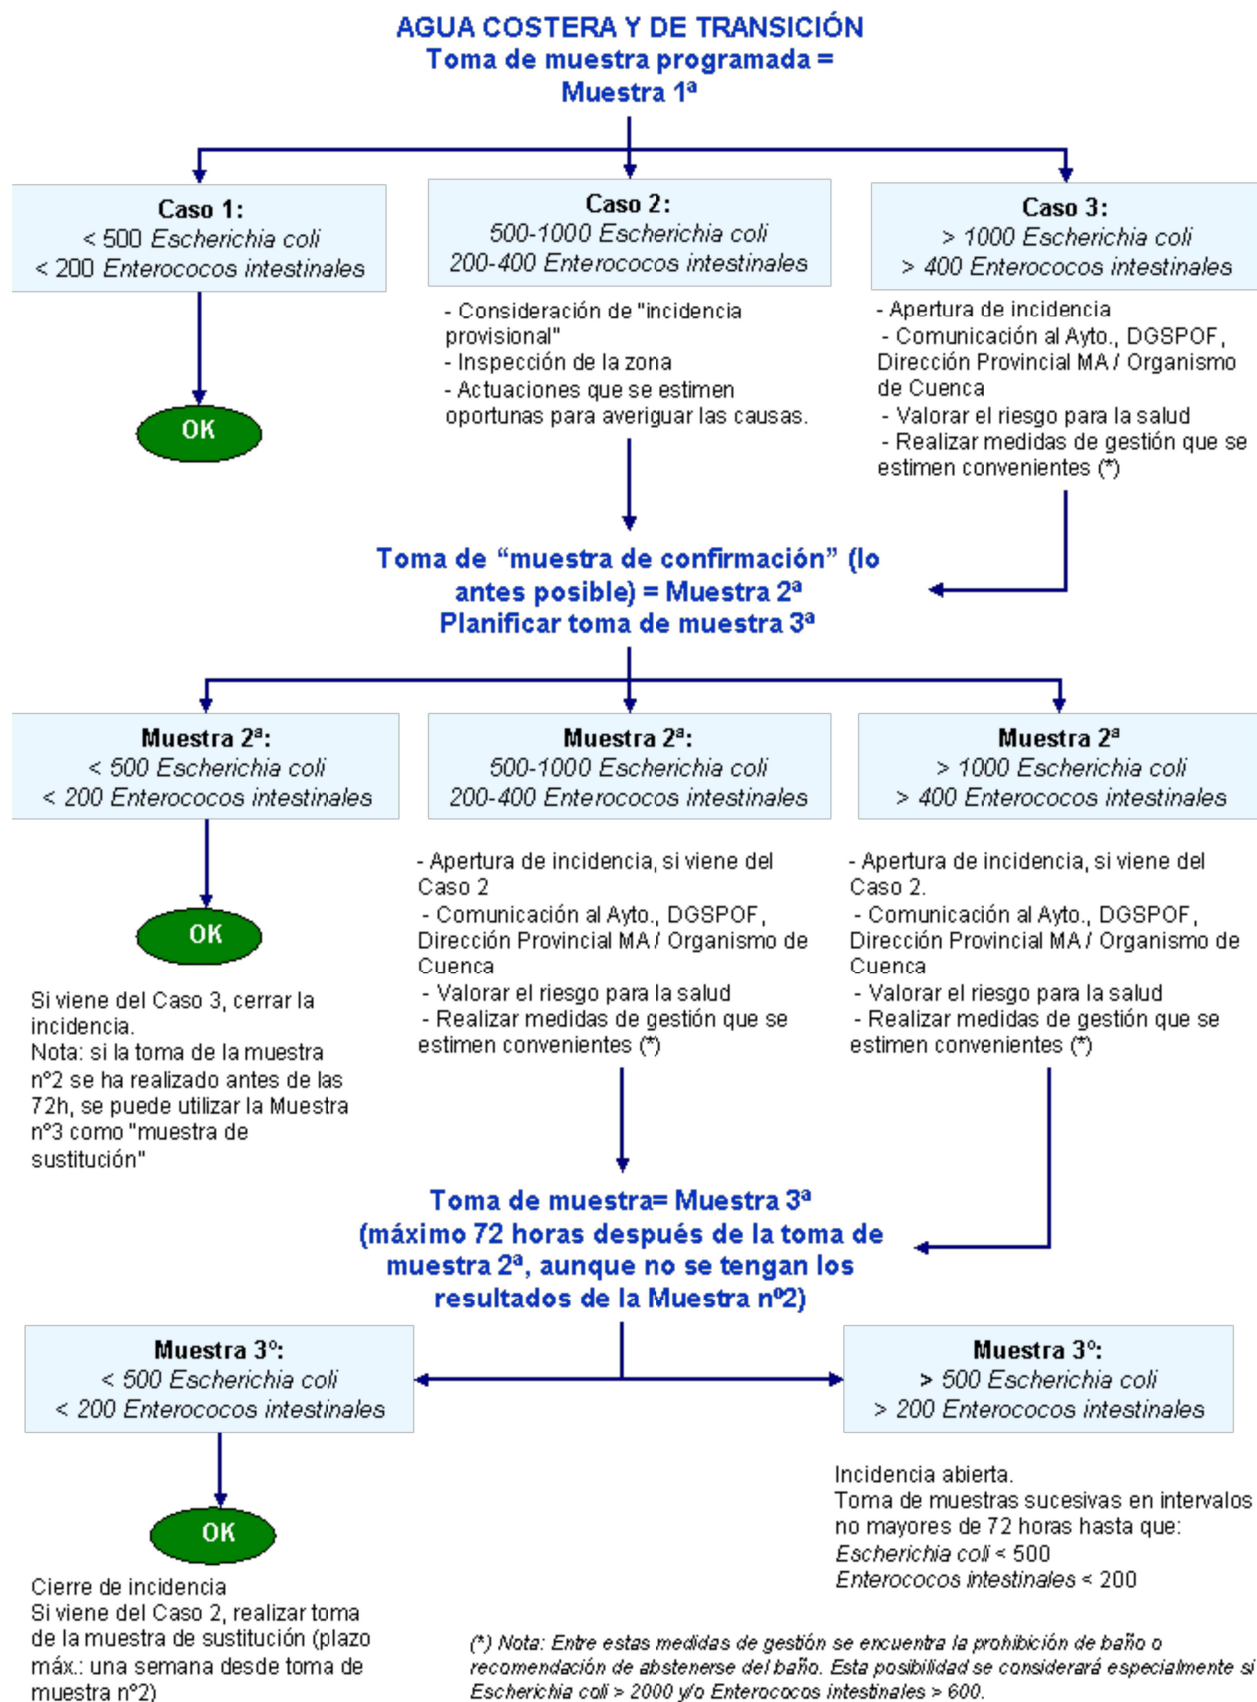 AGUA COSTERA Y DE TRANSICIÓN
Toma de muestra programada =
Muestra 1ª
Caso 1:
< 500 Escherichia coli
< 200 Enterococos intestinales
OK
Caso 2:
500-1000 Escherichia coli
200-400 Enterococos intestinales
- Consideración de "incidencia
provisional"
- Inspección de la zona
- Actuaciones que se estimen
oportunas para averiguar las causas.
Caso 3:
> 1000 Escherichia coli
> 400 Enterococos intestinales
- Apertura de incidencia
- Comunicación al Ayto., DGSPOF,
Dirección Provincial MA / Organismo
de Cuenca
- Valorar el riesgo para la salud
- Realizar medidas de gestión que se
estimen convenientes (*)
Toma de “muestra de confirmación” (lo
antes posible) = Muestra 2ª
Planificar toma de muestra 3ª
Muestra 2ª:
< 500 Escherichia coli
< 200 Enterococos intestinales
OK
Si viene del Caso 3, cerrar la
incidencia.
Nota: si la toma de la muestra
nº2 se ha realizado antes de las
72h, se puede utilizar la Muestra
nº3 como "muestra de
sustitución"
Muestra 2ª:
500-1000 Escherichia coli
200-400 Enterococos intestinales
- Apertura de incidencia, si viene del
Caso 2
- Comunicación al Ayto., DGSPOF,
Dirección Provincial MA / Organismo de
Cuenca
- Valorar el riesgo para la salud
- Realizar medidas de gestión que se
estimen convenientes (*)
Muestra 2ª
> 1000 Escherichia coli
> 400 Enterococos intestinales
- Apertura de incidencia, si viene del
Caso 2.
- Comunicación al Ayto., DGSPOF,
Dirección Provincial MA / Organismo de
Cuenca
- Valorar el riesgo para la salud
- Realizar medidas de gestión que se
estimen convenientes (*)
Toma de muestra= Muestra 3ª
(máximo 72 horas después de la toma de
muestra 2ª, aunque no se tengan los
resultados de la Muestra nº2)
Muestra 3º:
< 500 Escherichia coli
< 200 Enterococos intestinales
OK
Cierre de incidencia
Si viene del Caso 2, realizar toma
de la muestra de sustitución (plazo
máx.: una semana desde toma de
muestra nº2)
Muestra 3º:
> 500 Escherichia coli
> 200 Enterococos intestinales
Incidencia abierta.
Toma de muestras sucesivas en intervalos
no mayores de 72 horas hasta que:
Escherichia coli < 500
Enterococos intestinales < 200
(*) Nota: Entre estas medidas de gestión se encuentra la prohibición de baño o
recomendación de abstenerse del baño. Esta posibilidad se considerará especialmente si
Escherichia coli > 2000 y/o Enterococos intestinales > 600.